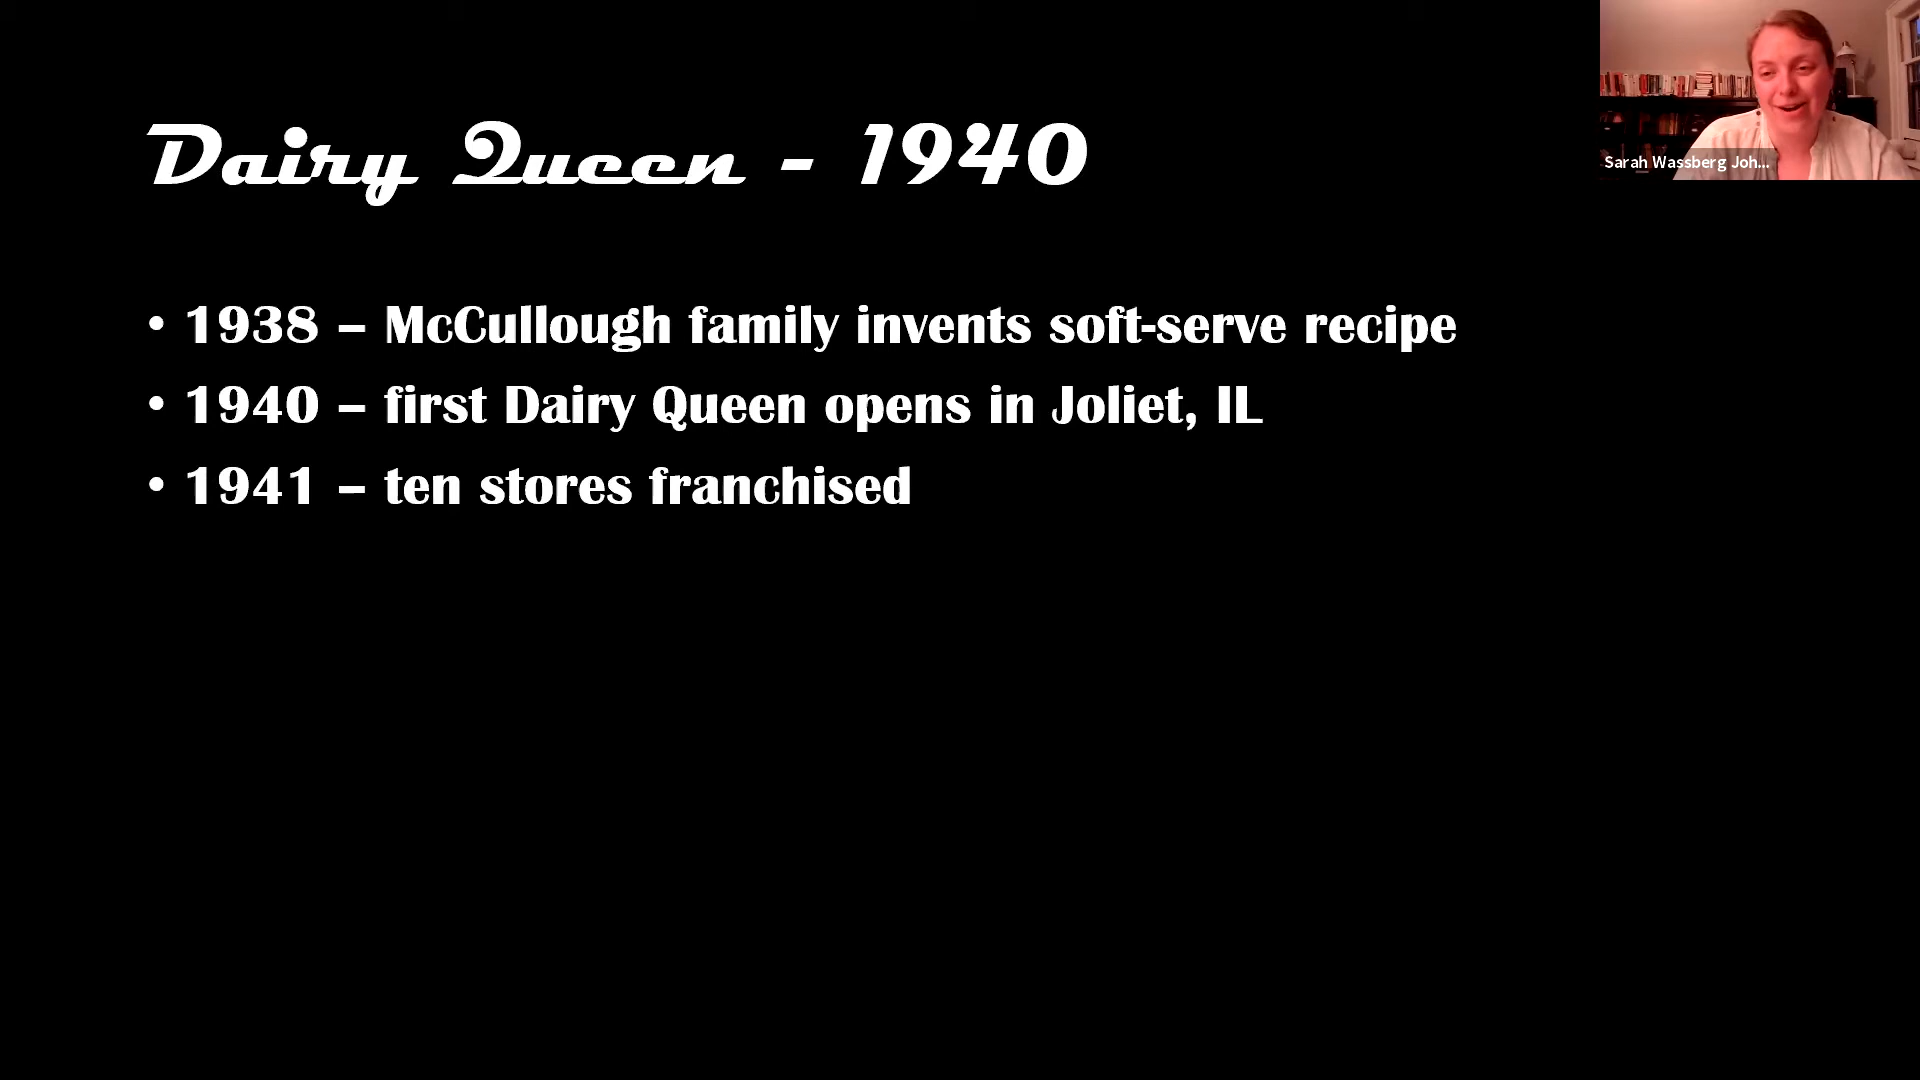 Dairy Queen - 1940
• 1938 – McCullough family invents soft-serve recipe
• 1940 – first Dairy Queen opens in Joliet, IL
• 1941 – ten stores franchised
Sarah Wassberg Joh...